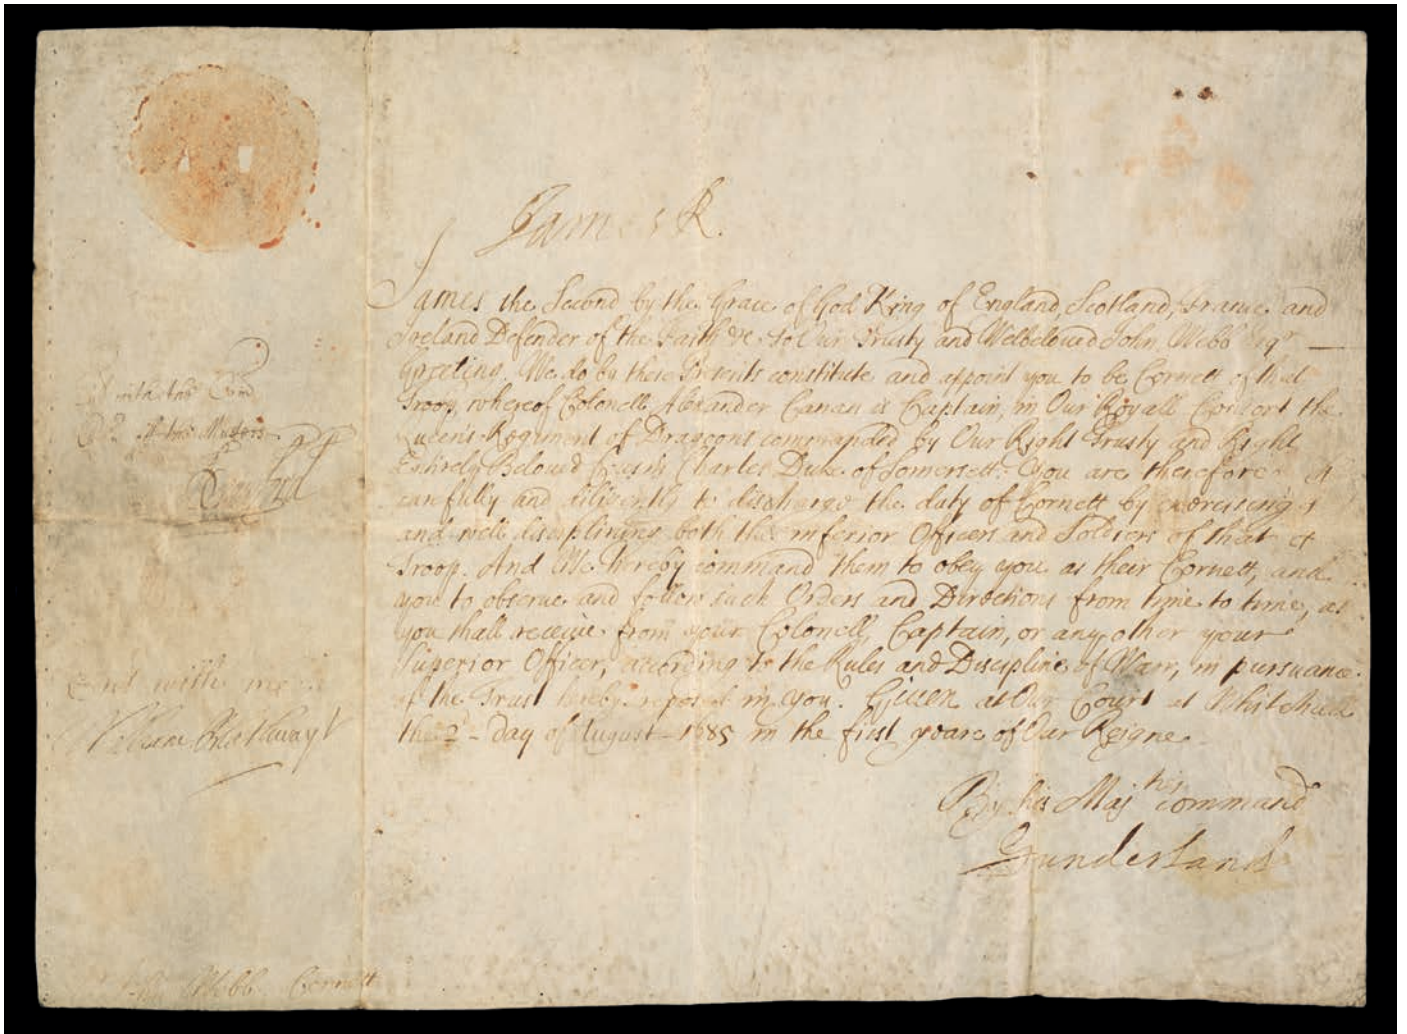 James R.
James the Second by the Grace of God King of England, Scotland, France and
Ireland Defender of the Faith &c. To Our Trusty and Welbeloved John Webb Esqr
Greeting. We do by these Presents constitute and appoint you to be Cornett of that
Troop, whereof Colonell Alexander Canan is Captain, in Our Royall Consort the
Queen's Regiment of Dragoons commanded by Our Right Trusty and Right
Entirely Beloved Cousin Charles Duke of Somersett. You are therefore
carefully and diligently to discharge the duty of Cornett by exercising
and well disciplining both the inferior Officers and Soldiers of that
Troop. And We hereby command them to obey you as their Cornett, and
you to observe and follow such Orders and Directions from time to time, as
you shall receive from your Colonell, Captain, or any other your
Superior Officer, according to the Rules and Discipline of Warr, in pursuance
of the Trust hereby reposed in you. Given at Our Court at Whitehall
the 2d day of August 1685 in the first yeare of Our Reigne.
By his Majties command
Sunderland
Entd with the Com
Muster
Entd with me
William Blathwayt
Webb Cornett